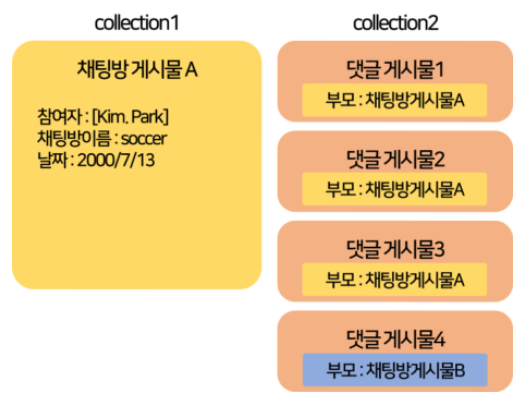 collection1
채팅방 게시물 A
참여자 : [Kim, Park]
채팅방이름 : soccer
날짜 : 2000/7/13
collection2
댓글 게시물1
부모 : 채팅방게시물A
댓글 게시물2
부모 : 채팅방게시물A
댓글 게시물3
부모 : 채팅방게시물A
댓글 게시물4
부모 : 채팅방게시물B